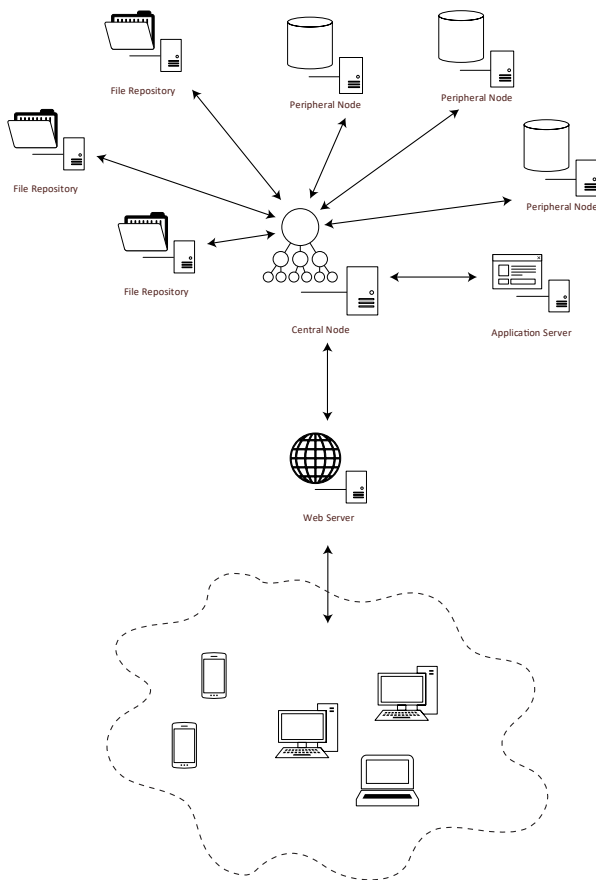 File Repository
Peripheral Node
Peripheral Node
File Repository
Peripheral Node
File Repository
Central Node
Application Server
Web Server